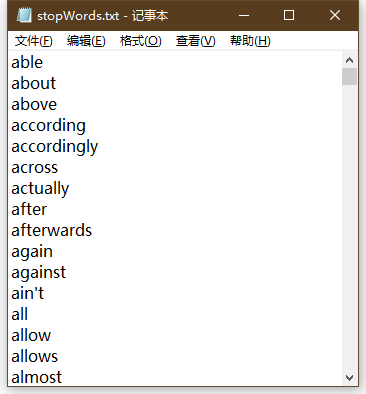 stopWords.txt - 记事本
文件(F) 编辑(E) 格式(O) 查看(V) 帮助(H)
able
about
above
according
accordingly
across
actually
after
afterwards
again
against
ain't
all
allow
allows
almost